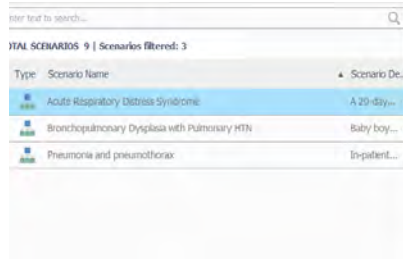 nter text to search...
OTAL SCENARIOS 9 | Scenarios filtered: 3
Type Scenario Name Scenario De..
Acute Respiratory Distress Syndrome A 20-day...
Bronchopulmonary Dysplasia with Pulmonary HTN Baby boy...
Pneumonia and pneumothorax In-patient...